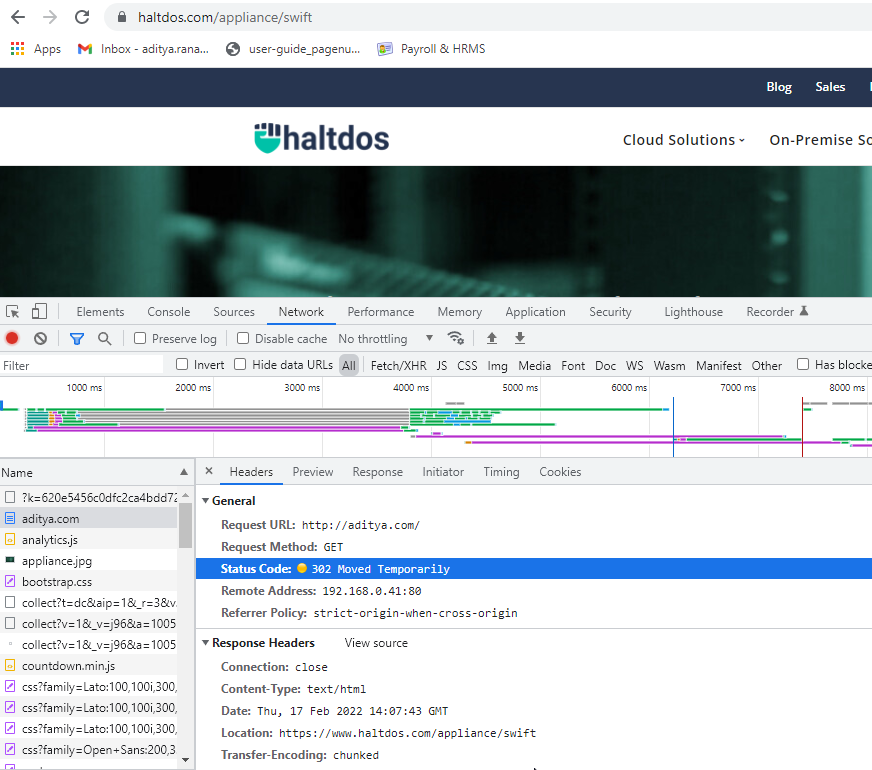 haltdos.com/appliance/swift
Apps Inbox - aditya.rana... user-guide_pagenu... Payroll & HRMS
Blog Sales
haltdos Cloud Solutions On-Premise So
Elements Console Sources Network Performance Memory Application Security Lighthouse Recorder
Preserve log Disable cache No throttling
Filter Invert Hide data URLs All Fetch/XHR JS CSS Img Media Font Doc WS Wasm Manifest Other Has blocke
1000 ms 2000 ms 3000 ms 4000 ms 5000 ms 6000 ms 7000 ms 8000 ms
Name × Headers Preview Response Initiator Timing Cookies
?k=620e5456c0dfc2ca4bdd72
aditya.com
analytics.js
appliance.jpg
bootstrap.css
collect?t=dc&aip=1&_r=3&v
collect?v=1&_v=j96&a=1005
collect?v=1&_v=j96&a=1005
countdown.min.js
css?family=Lato:100,100i,300,
css?family=Lato:100,100i,300,
css?family=Lato:100,100i,300,
css?family=Open+Sans:200,3
General
Request URL: http://aditya.com/
Request Method: GET
Status Code: 302 Moved Temporarily
Remote Address: 192.168.0.41:80
Referrer Policy: strict-origin-when-cross-origin
Response Headers View source
Connection: close
Content-Type: text/html
Date: Thu, 17 Feb 2022 14:07:43 GMT
Location: https://www.haltdos.com/appliance/swift
Transfer-Encoding: chunked